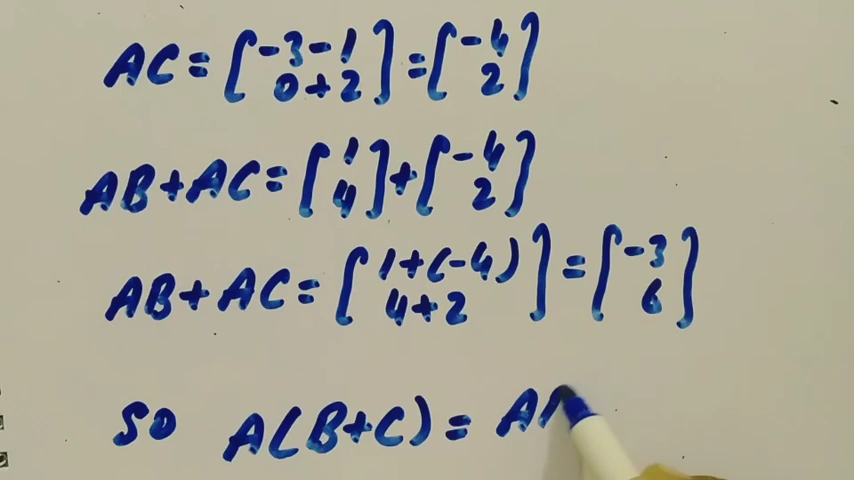 AC = [-3-1 0+2] = [-4 2]
AB+AC = [1 4] + [-4 2]
AB+AC = [1+(-4) 4+2] = [-3 6]
SO A(B+C) = A